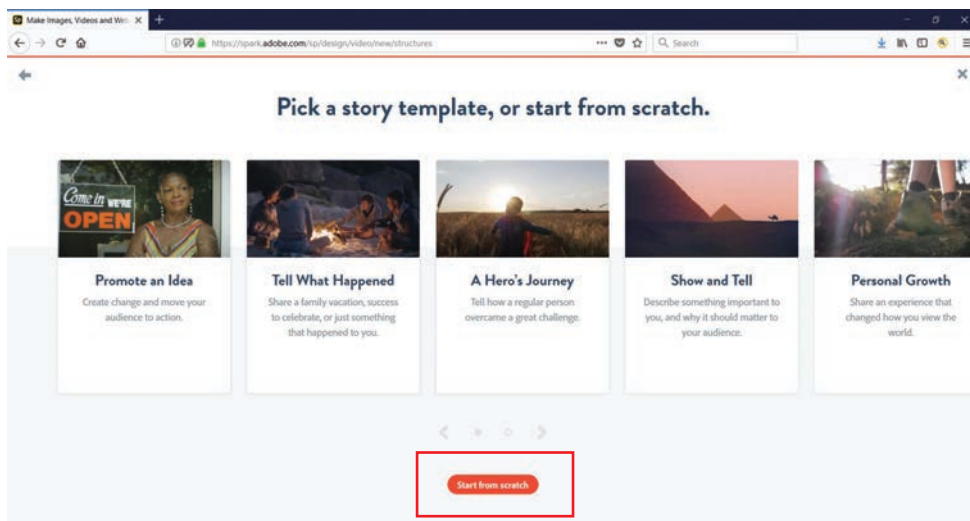 Make Images, Videos and Web
https://spark.adobe.com/sp/design/video/new/structures
Search
Pick a story template, or start from scratch.
Come in WE'RE
OPEN
Promote an Idea
Create change and move your
audience to action.
Tell What Happened
Share a family vacation, success
to celebrate, or just something
that happened to you.
A Hero's Journey
Tell how a regular person
overcame a great challenge.
Show and Tell
Describe something important to
you, and why it should matter to
your audience.
Personal Growth
Share an experience that
changed how you view the
world.
Start from scratch